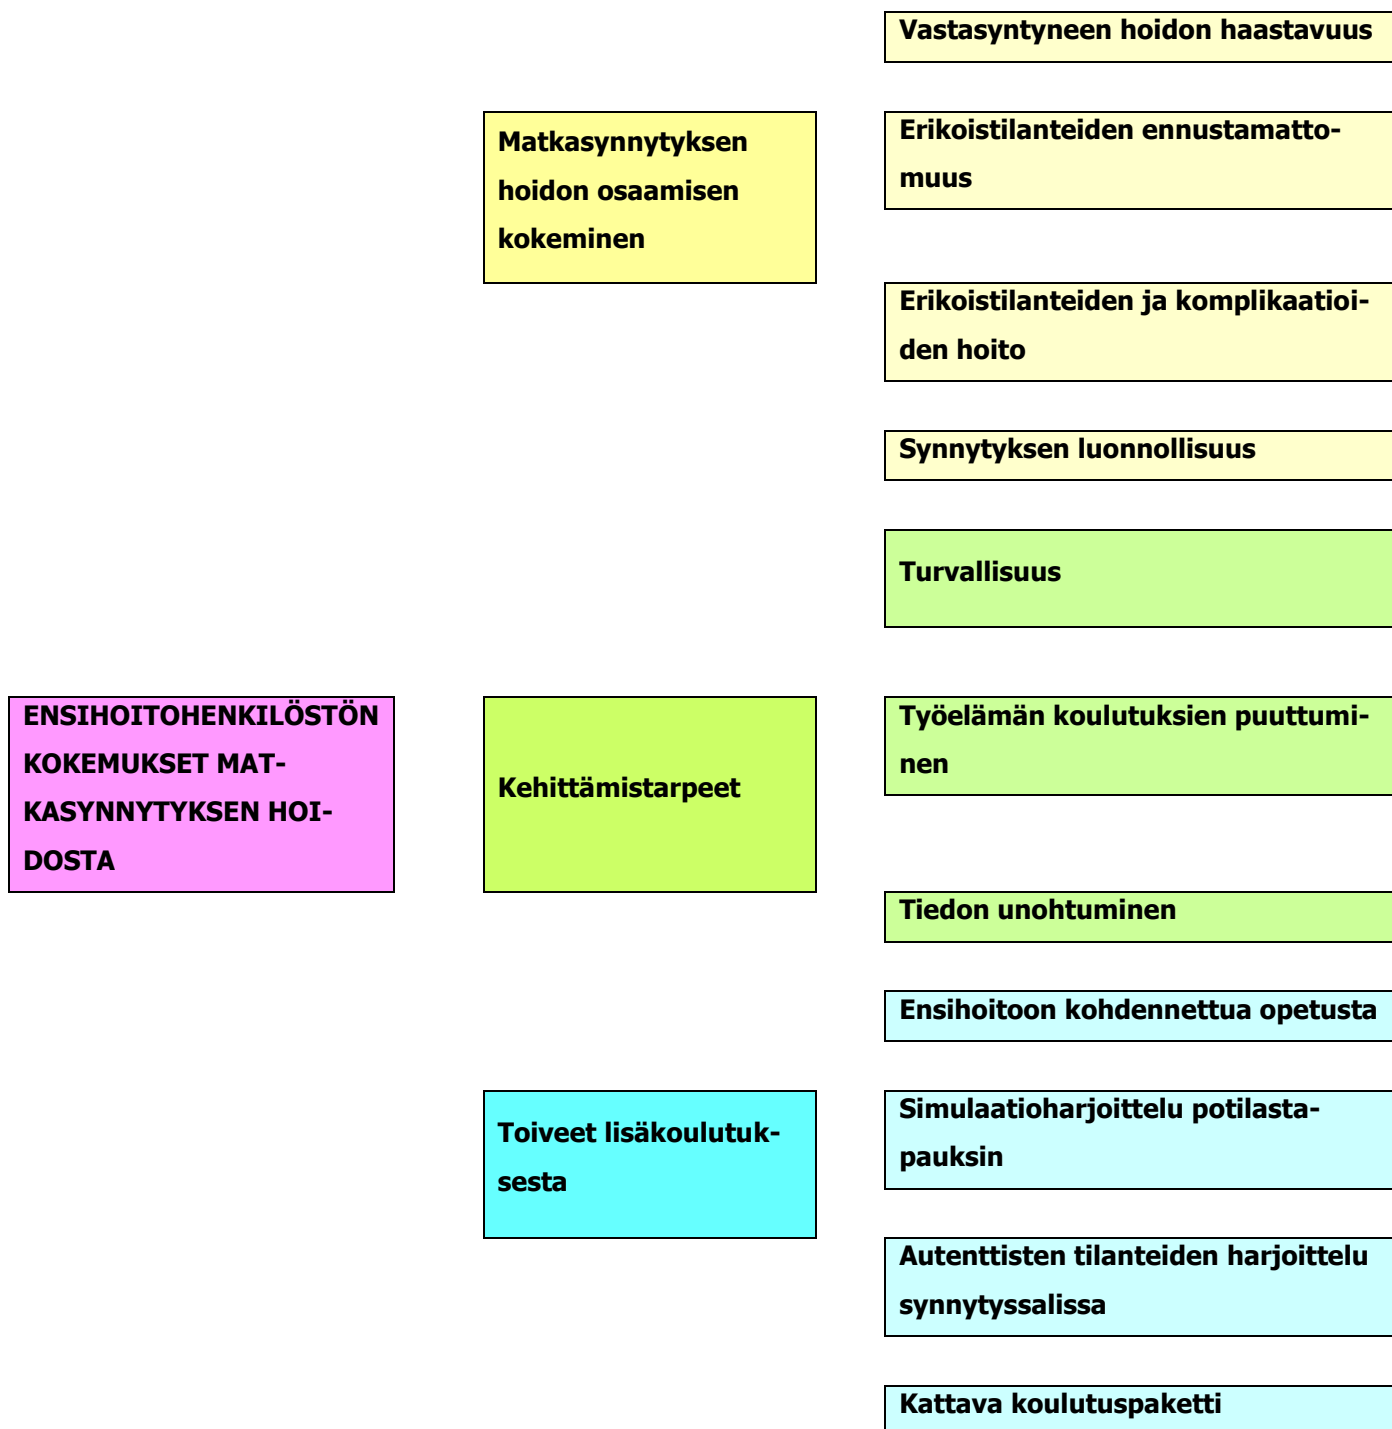 Vastasyntyneen hoidon haastavuus
Matkasynnytyksen
hoidon osaamisen
kokeminen
Erikoistilanteiden ennustamatto-
muus
Erikoistilanteiden ja komplikaatioi-
den hoito
Synnytyksen luonnollisuus
Turvallisuus
ENSIHOITOHENKILÖSTÖN
KOKEMUKSET MAT-
KASYNNYTYKSEN HOI-
DOSTA
Kehittämistarpeet
Työelämän koulutuksien puuttumi-
nen
Tiedon unohtuminen
Ensihoitoon kohdennettua opetusta
Toiveet lisäkoulutuk-
sesta
Simulaatioharjoittelu potilasta-
pauksin
Autenttisten tilanteiden harjoittelu
synnytyssalissa
Kattava koulutuspaketti